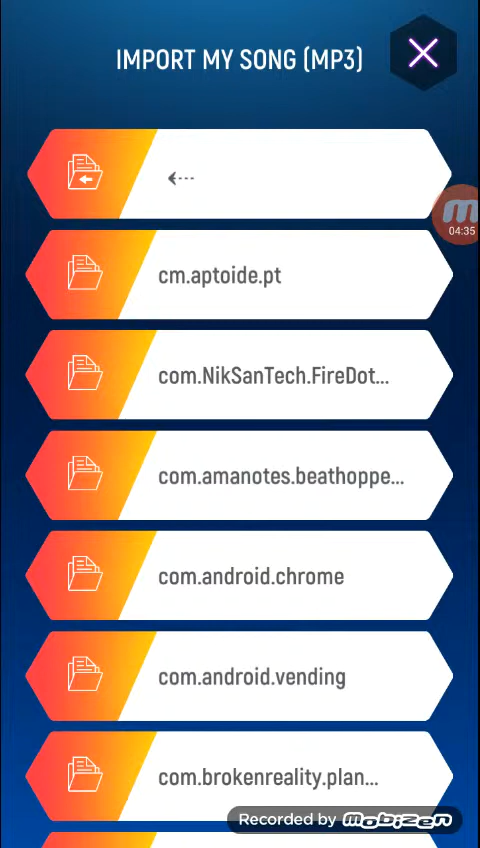 IMPORT MY SONG (MP3)
04:35
cm.aptoide.pt
com.NikSanTech.FireDot...
com.amanotes.beathoppe...
com.android.chrome
com.android.vending
com.brokenreality.plan...
Recorded by mobizen